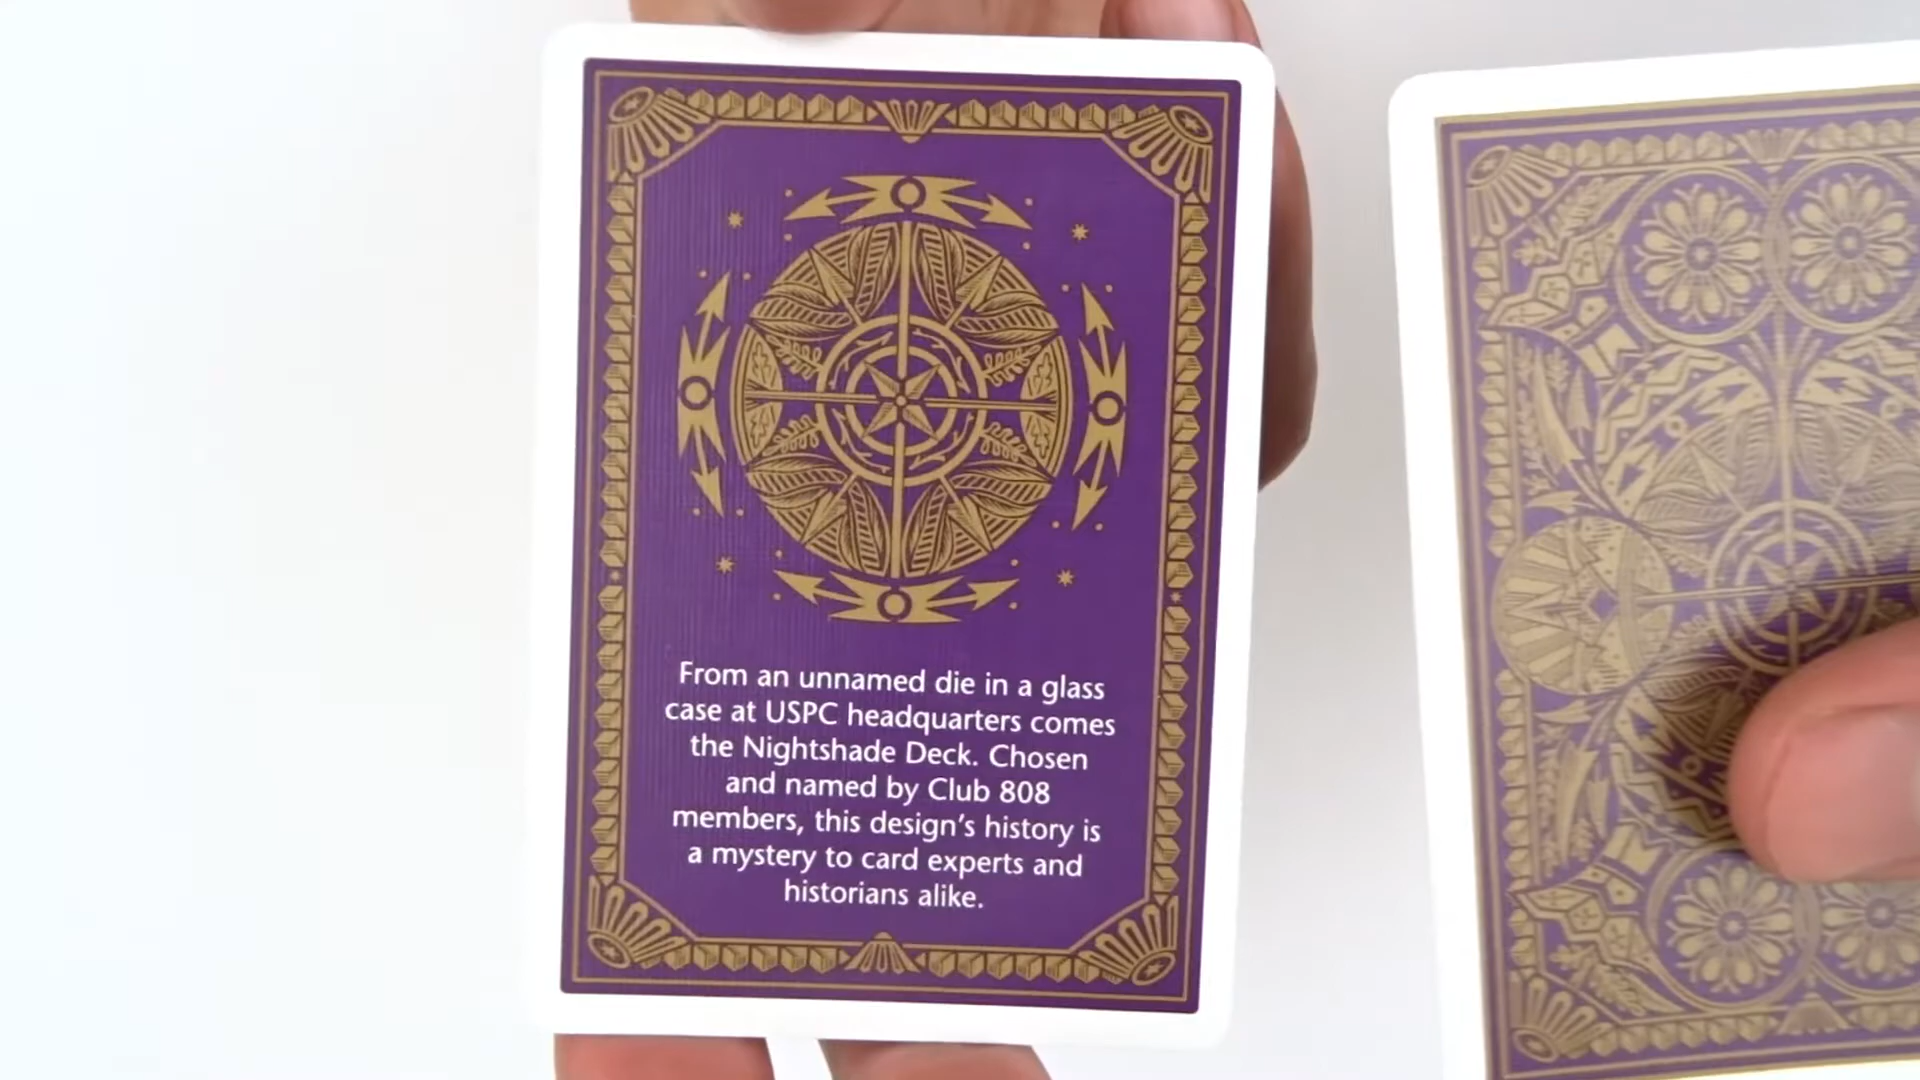 From an unnamed die in a glass
case at USPC headquarters comes
the Nightshade Deck. Chosen
and named by Club 808
members, this design’s history is
a mystery to card experts and
historians alike.